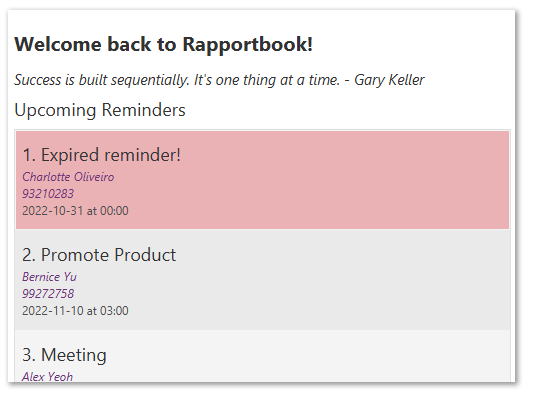 Welcome back to Rapportbook!
Success is built sequentially. It's one thing at a time. - Gary Keller
Upcoming Reminders
1. Expired reminder!
Charlotte Oliveiro
93210283
2022-10-31 at 00:00
2. Promote Product
Bernice Yu
99272758
2022-11-10 at 03:00
3. Meeting
Alex Yeoh